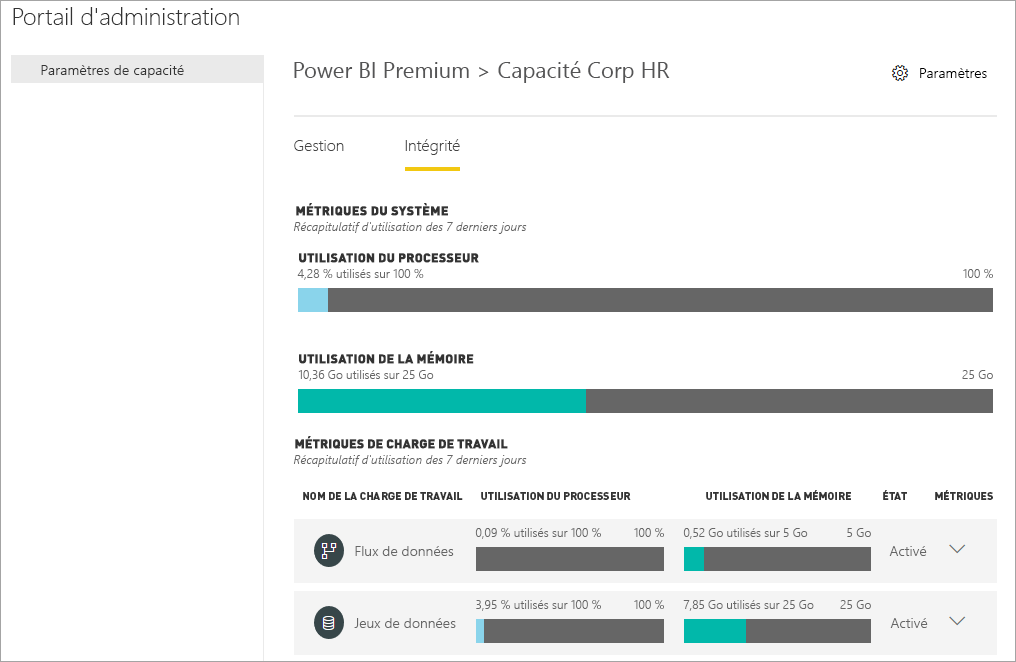 Portail d'administration
Paramètres de capacité
Power BI Premium > Capacité Corp HR
Paramètres
Gestion
Intégrité
MÉTRIQUES DU SYSTÈME
Récapitulatif d'utilisation des 7 derniers jours
UTILISATION DU PROCESSEUR
4,28 % utilisés sur 100 %
100 %
UTILISATION DE LA MÉMOIRE
10,36 Go utilisés sur 25 Go
25 Go
MÉTRIQUES DE CHARGE DE TRAVAIL
Récapitulatif d'utilisation des 7 derniers jours
NOM DE LA CHARGE DE TRAVAIL
UTILISATION DU PROCESSEUR
UTILISATION DE LA MÉMOIRE
ÉTAT
MÉTRIQUES
Flux de données
0,09 % utilisés sur 100 %
100 %
0,52 Go utilisés sur 5 Go
5 Go
Activé
Jeux de données
3,95 % utilisés sur 100 %
100 %
7,85 Go utilisés sur 25 Go
25 Go
Activé